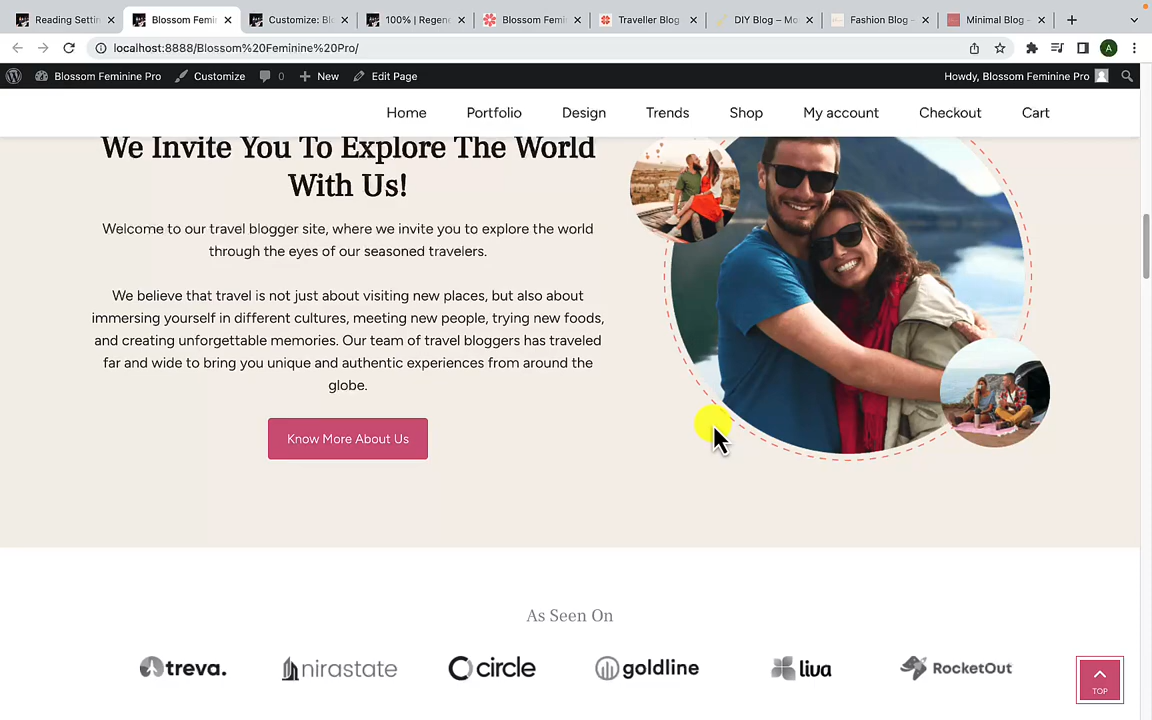 Reading Settin
Blossom Femin
Customize: Blo
100% | Regene
Blossom Femin
Traveller Blog
DIY Blog – Mo
Fashion Blog –
Minimal Blog –
localhost:8888/Blossom%20Feminine%20Pro/
A
Blossom Feminine Pro
Customize
0
New
Edit Page
Howdy, Blossom Feminine Pro
Home
Portfolio
Design
Trends
Shop
My account
Checkout
Cart
We Invite You To Explore The World
With Us!
Welcome to our travel blogger site, where we invite you to explore the world
through the eyes of our seasoned travelers.
We believe that travel is not just about visiting new places, but also about
immersing yourself in different cultures, meeting new people, trying new foods,
and creating unforgettable memories. Our team of travel bloggers has traveled
far and wide to bring you unique and authentic experiences from around the
globe.
Know More About Us
As Seen On
treva.
nirastate
circle
goldline
liva
RocketOut
TOP